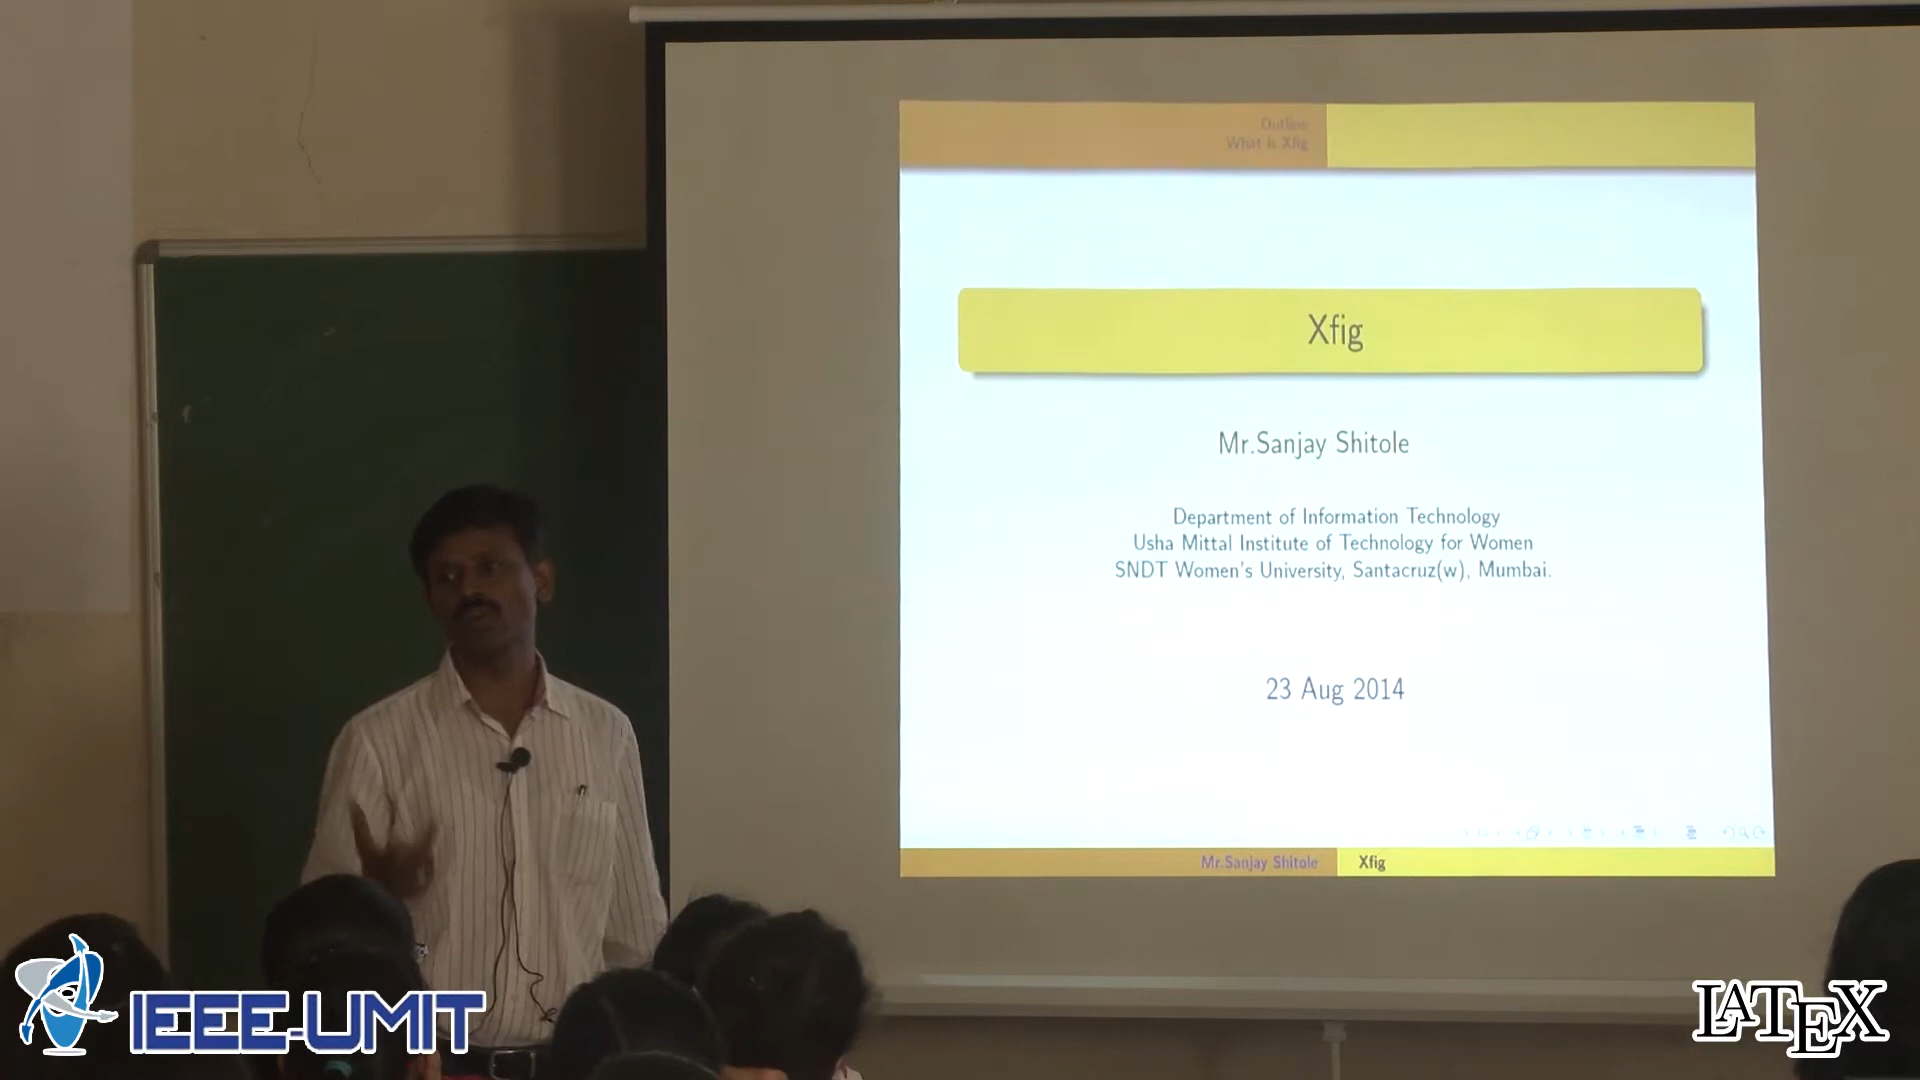 Outline
What is Xfig
Xfig
Mr.Sanjay Shitole
Department of Information Technology
Usha Mittal Institute of Technology for Women
SNDT Women's University, Santacruz(w), Mumbai.
23 Aug 2014
Mr.Sanjay Shitole Xfig
IEEE-UMIT
LATEX